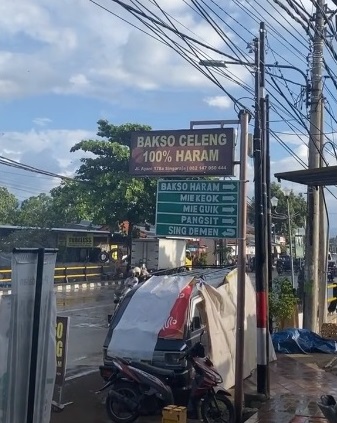 BAKSO CELENG
100% HARAM
BAKSO HARAM
MIE KEOK
MIE GUIK
PANGSIT
SING DEMEN